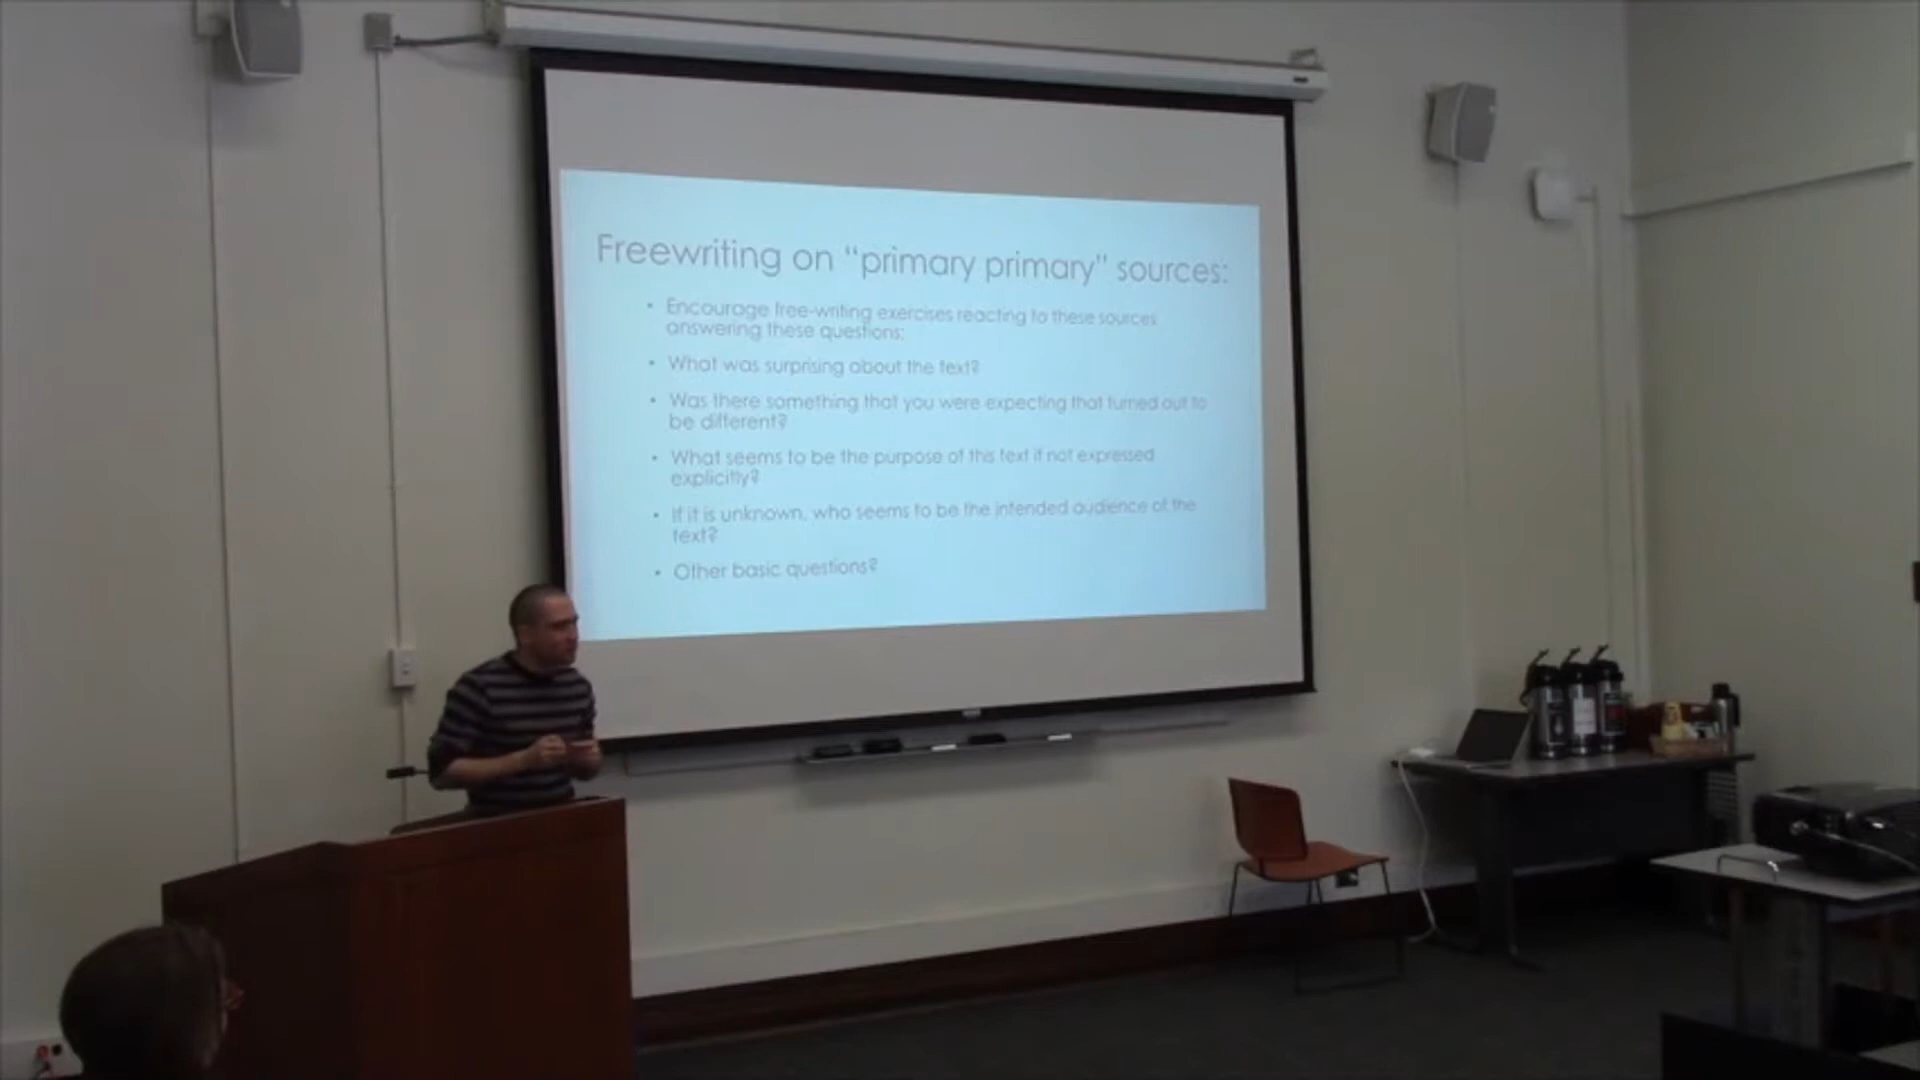 Freewriting on “primary primary” sources:
• Encourage free-writing exercises reacting to these sources
answering these questions:
• What was surprising about the text?
• Was there something that you were expecting that turned out to
be different?
• What seems to be the purpose of this text if not expressed
explicitly?
• If it is unknown, who seems to be the intended audience of the
text?
• Other basic questions?